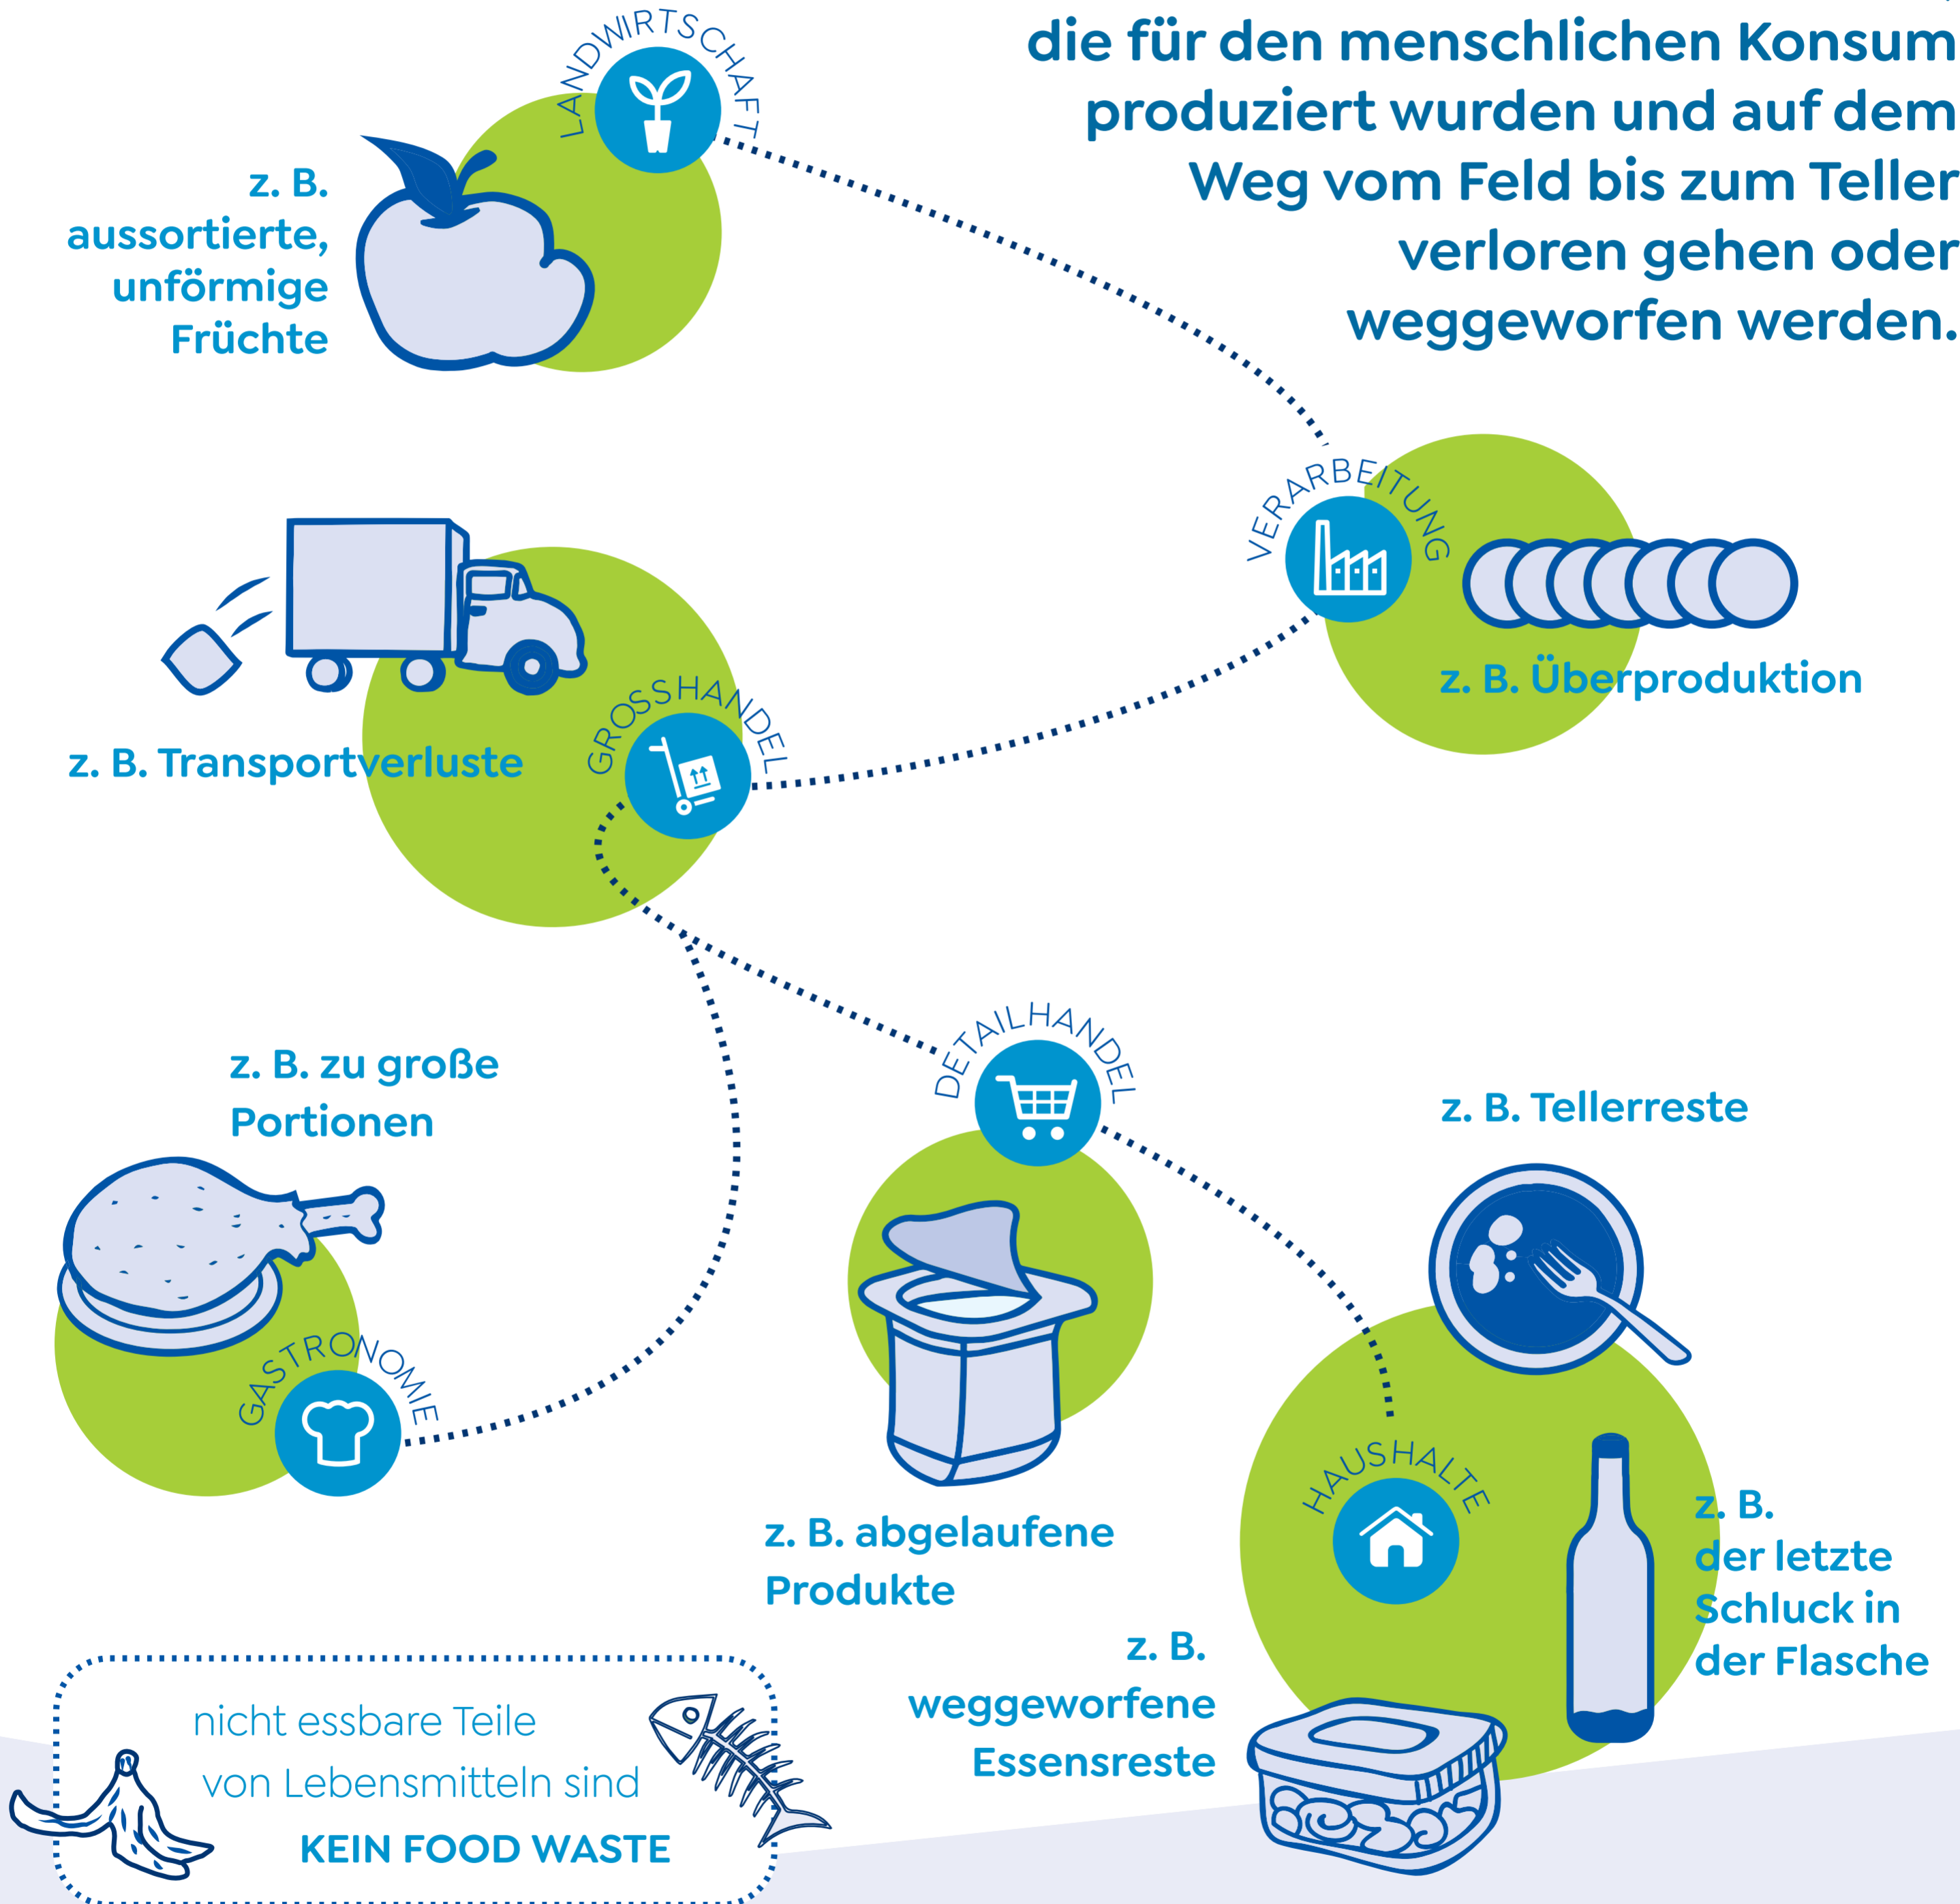 die für den menschlichen Konsum
produziert wurden und auf dem
Weg vom Feld bis zum Teller
verloren gehen oder
weggeworfen werden.
LANDWIRTSCHAFT
z. B.
aussortierte,
unförmige
Früchte
VERARBEITUNG
z. B. Überproduktion
GROSSHANDEL
z. B. Transportverluste
DETAILHANDEL
z. B. abgelaufene
Produkte
z. B. zu große
Portionen
GASTRONOMIE
z. B. Tellerreste
HAUSHALTE
z. B.
der letzte
Schluck in
der Flasche
z. B.
weggeworfene
Essensreste
nicht essbare Teile
von Lebensmitteln sind
KEIN FOOD WASTE